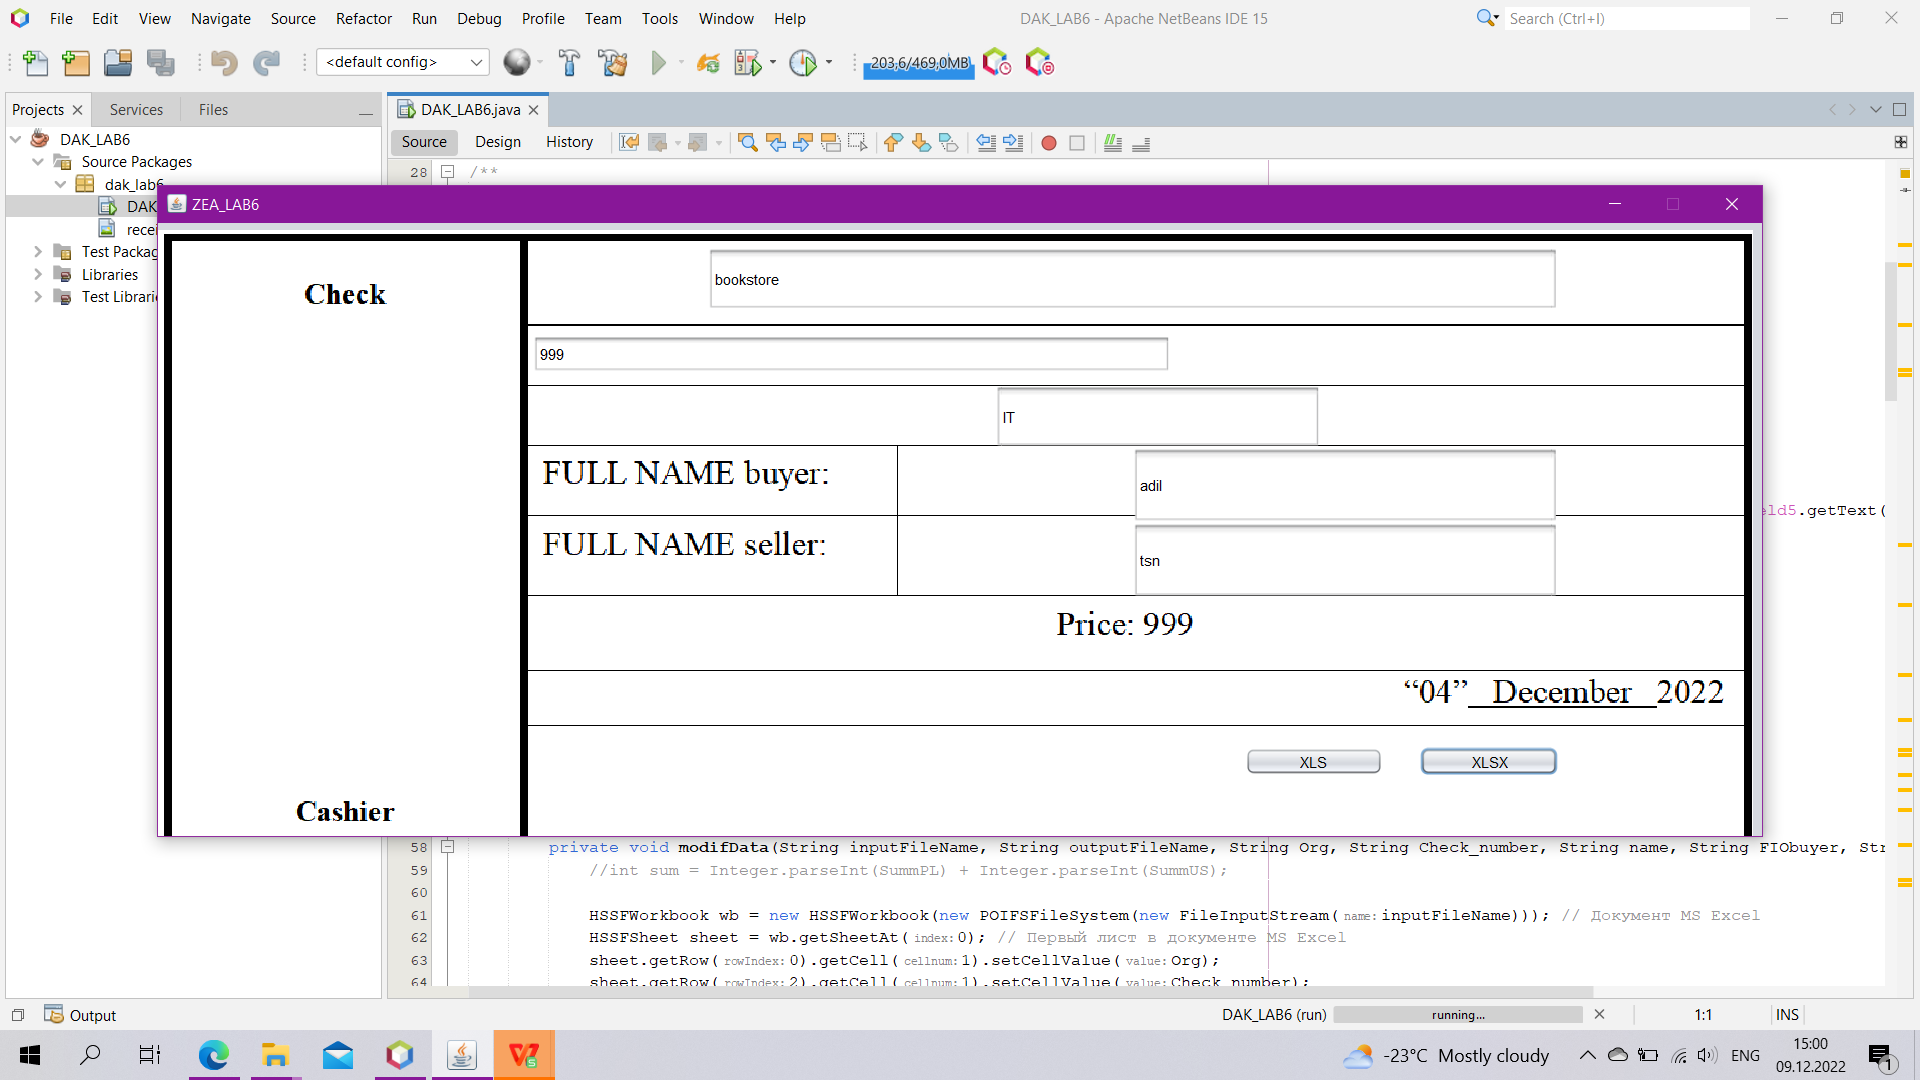 File Edit View Navigate Source Refactor Run Debug Profile Team Tools Window Help
DAK_LAB6 - Apache NetBeans IDE 15
Search (Ctrl+I)
<default config>
203,6/469,0MB
Projects Services Files
DAK_LAB6.java
Source Design History
DAK_LAB6
Source Packages
dak_lab6
DAK
recei
Test Packag
Libraries
Test Librari
28 /**
ZEA_LAB6
Check
bookstore
999
IT
FULL NAME buyer:
adil
FULL NAME seller:
tsn
Price: 999
“04” December 2022
XLS XLSX
Cashier
eld5.getText(
58 private void modifData(String inputFileName, String outputFileName, String Org, String Check_number, String name, String FIObuyer, Str
59 //int sum = Integer.parseInt(SummPL) + Integer.parseInt(SummUS);
60
61 HSSFWorkbook wb = new HSSFWorkbook(new POIFSFileSystem(new FileInputStream( name: inputFileName))); // Документ MS Excel
62 HSSFSheet sheet = wb.getSheetAt( index: 0); // Первый лист в документе MS Excel
63 sheet.getRow( rowIndex: 0).getCell( cellnum: 1).setCellValue( value: Org);
64 sheet.getRow( rowIndex: 2).getCell( cellnum: 1).setCellValue( value: Check_number);
Output
DAK_LAB6 (run) running... 1:1 INS
-23°C Mostly cloudy
ENG
15:00
09.12.2022
1